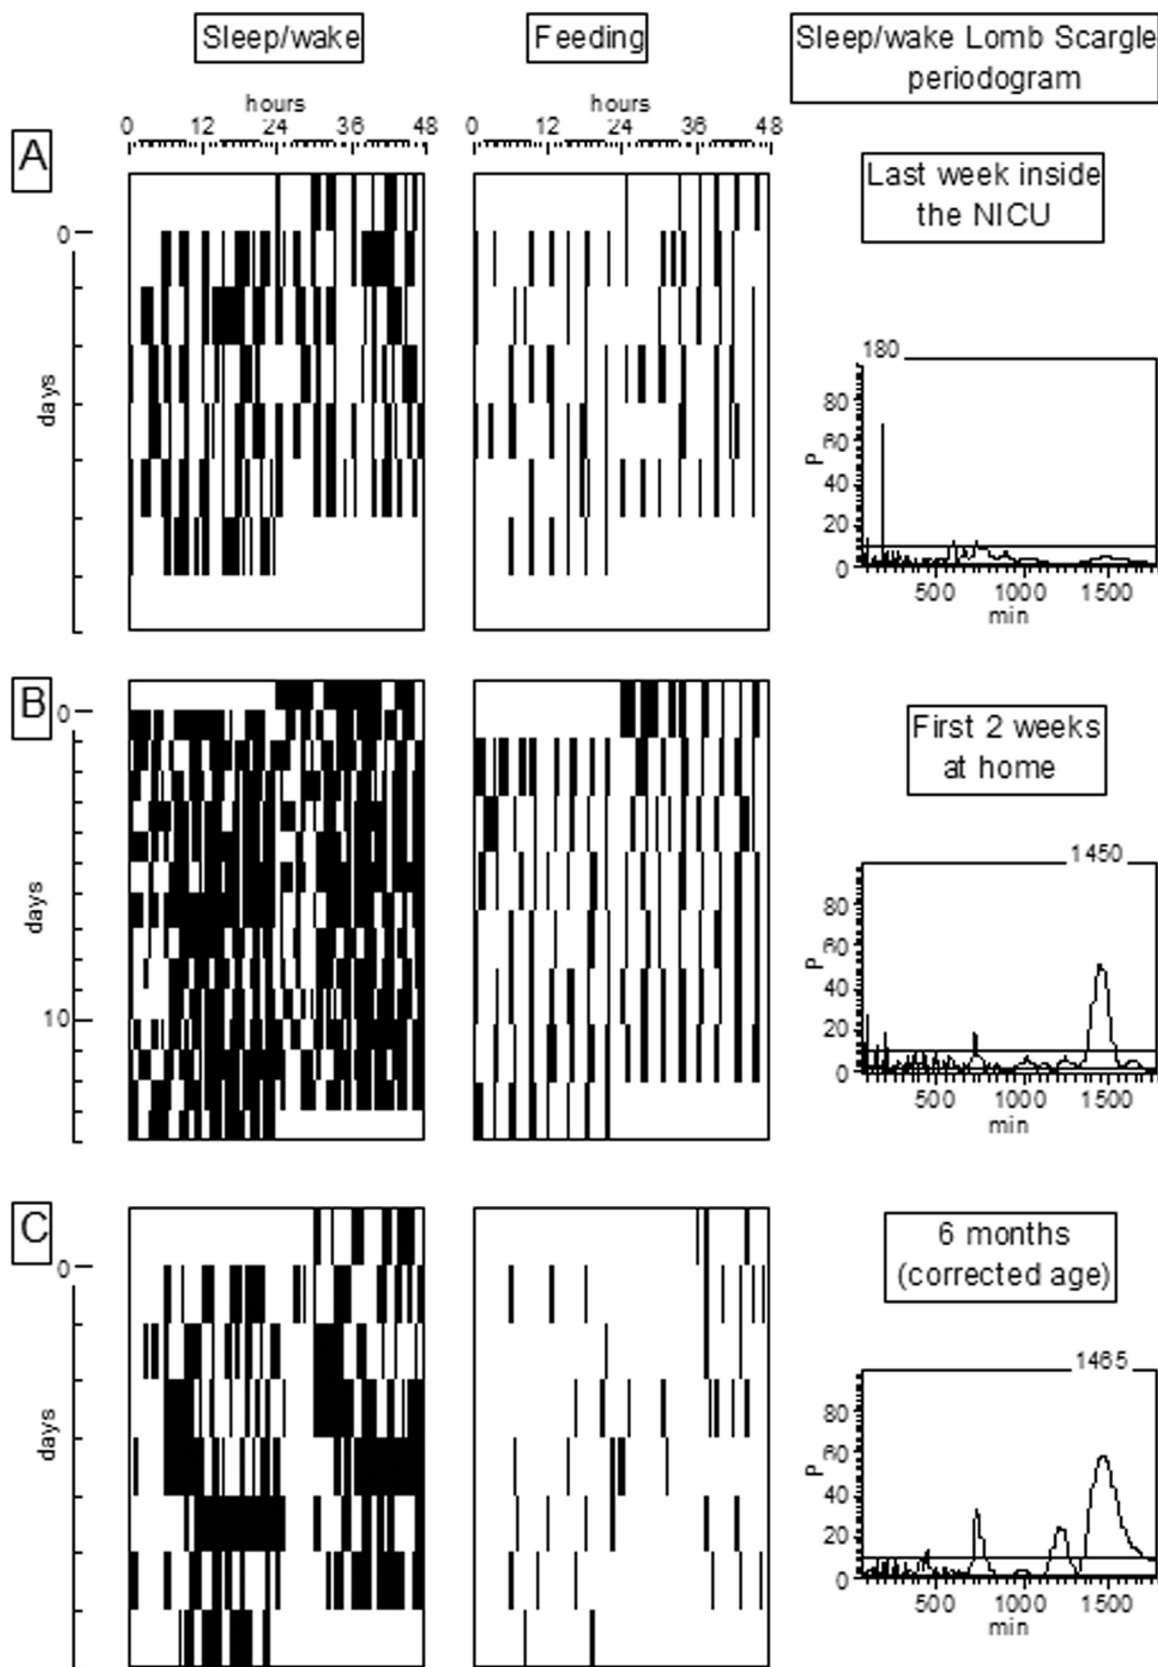 Sleep/wake
Feeding
Sleep/wake Lomb Scargle
periodogram
hours
0 12 24 36 48
hours
0 12 24 36 48
A
Last week inside
the NICU
0
days
180
80
60
40
20
0
P
500 1000 1500
min
B
First 2 weeks
at home
0
10
days
1450
80
60
40
20
0
P
500 1000 1500
min
C
6 months
(corrected age)
0
days
1465
80
60
40
20
0
P
500 1000 1500
min